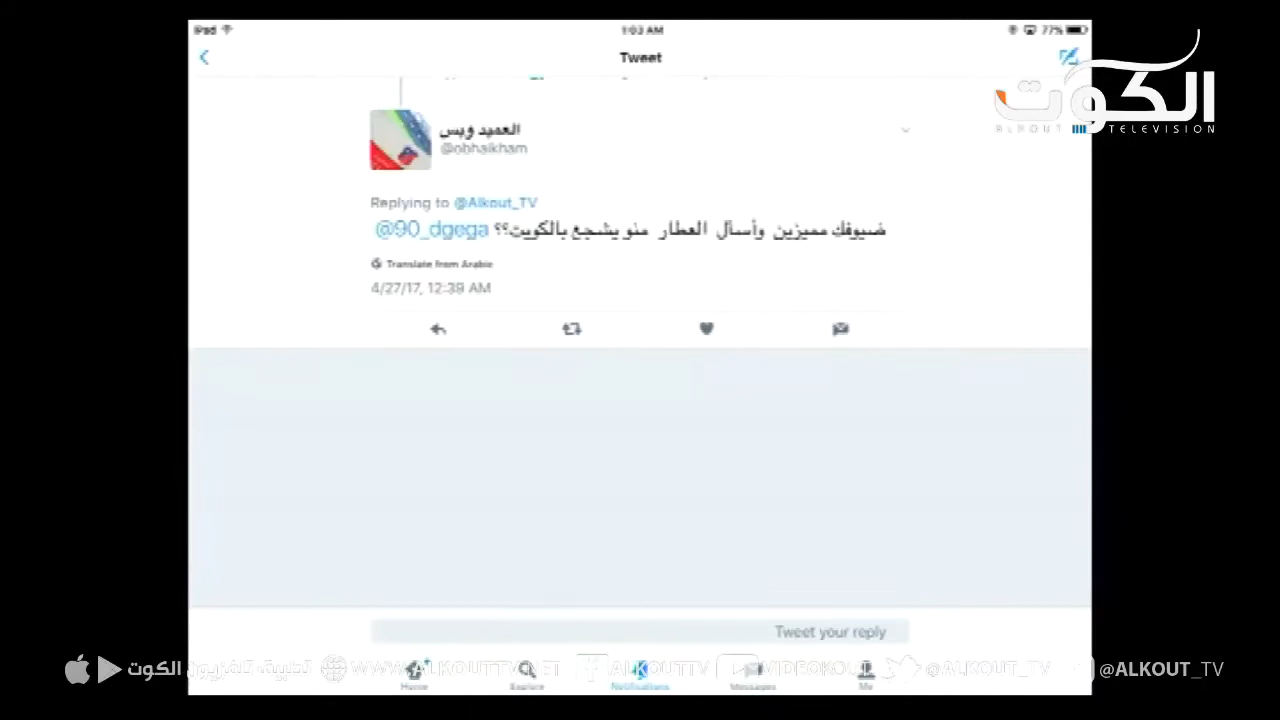 iPad
1:03 AM
77%
Tweet
الكوت
ALKOUT TELEVISION
العميد وبس
@obhaikham
Replying to @Alkout_TV
@90_dgega ضيوفك مميزين وأسأل العطار منو يشجع بالكويت؟؟
Translate from Arabic
4/27/17, 12:39 AM
Tweet your reply
تطبيق تلفزيون الكوت
WWW.ALKOUTTV.NET
ALKOUTTV
VIDEOKOUT
@ALKOUT_TV
@ALKOUT_TV
Home
Explore
Notifications
Messages
Me